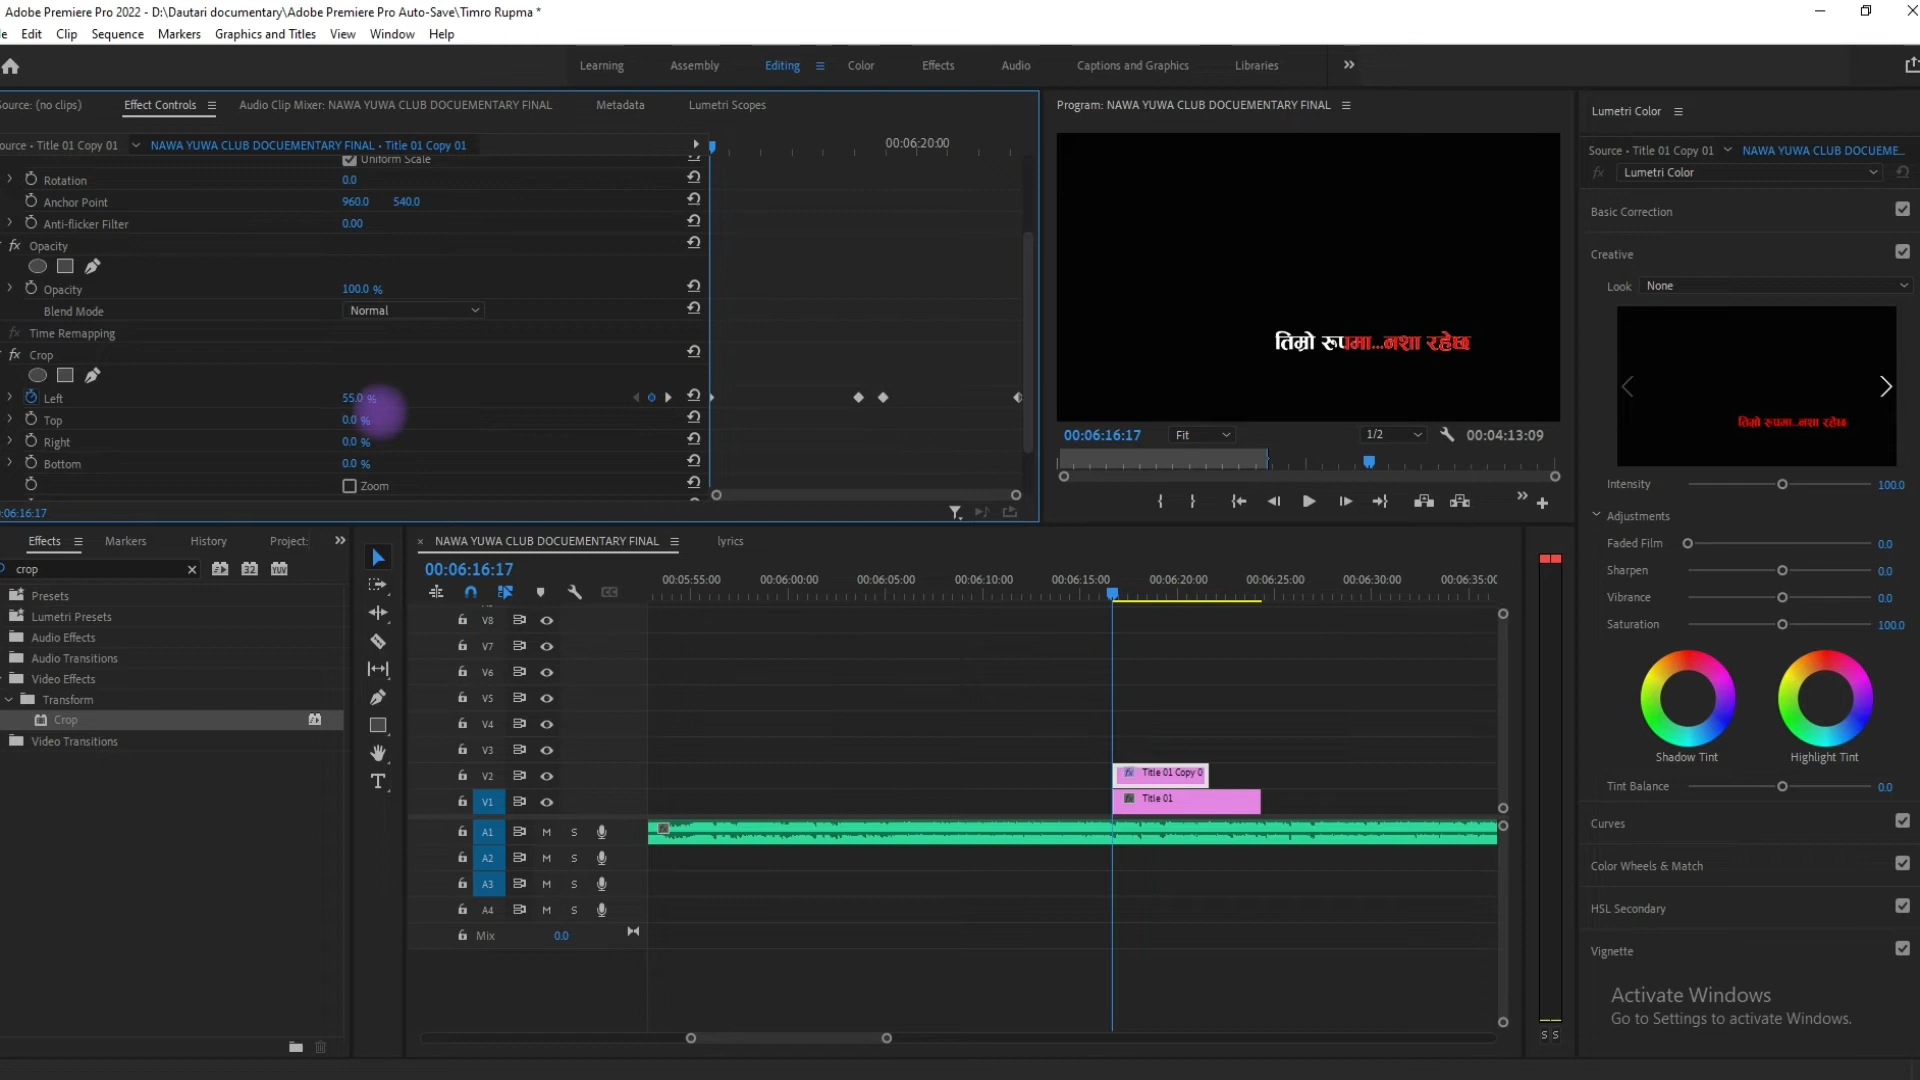 Adobe Premiere Pro 2022 - D:\Dautari documentary\Adobe Premiere Pro Auto-Save\Timro Rupma *
Edit Clip Sequence Markers Graphics and Titles View Window Help
Learning Assembly Editing Color Effects Audio Captions and Graphics Libraries
Source: (no clips) Effect Controls Audio Clip Mixer: NAWA YUWA CLUB DOCUEMENTARY FINAL Metadata Lumetri Scopes
Program: NAWA YUWA CLUB DOCUEMENTARY FINAL
Lumetri Color
ource - Title 01 Copy 01 NAWA YUWA CLUB DOCUEMENTARY FINAL - Title 01 Copy 01 00:06:20:00
Source - Title 01 Copy 01 NAWA YUWA CLUB DOCUEME...
Uniform Scale
fx Lumetri Color
Rotation 0.0
Anchor Point 960.0 540.0
Anti-flicker Filter 0.00
fx Opacity
Opacity 100.0 %
Blend Mode Normal
fx Time Remapping
fx Crop
Left 55.0 %
Top 0.0 %
Right 0.0 %
Bottom 0.0 %
Zoom
:06:16:17
तिम्रो रुपमा...नशा रहेछ
00:06:16:17 Fit 1/2 00:04:13:09
Basic Correction
Creative
Look None
तिम्रो रुपमा...नशा रहेछ
Intensity 100.0
Adjustments
Faded Film 0.0
Sharpen 0.0
Vibrance 0.0
Saturation 100.0
Shadow Tint Highlight Tint
Tint Balance 0.0
Curves
Color Wheels & Match
HSL Secondary
Vignette
Activate Windows
Go to Settings to activate Windows.
Effects Markers History Project:
crop 32 YUV
Presets
Lumetri Presets
Audio Effects
Audio Transitions
Video Effects
Transform
Crop
Video Transitions
× NAWA YUWA CLUB DOCUEMENTARY FINAL lyrics
00:06:16:17
00:05:55:00 00:06:00:00 00:06:05:00 00:06:10:00 00:06:15:00 00:06:20:00 00:06:25:00 00:06:30:00 00:06:35:00
CC
V8
V7
V6
V5
V4
V3
V2 fx Title 01 Copy 0
V1 fx Title 01
A1 M S
A2 M S
A3 M S
A4 M S
Mix 0.0
S S